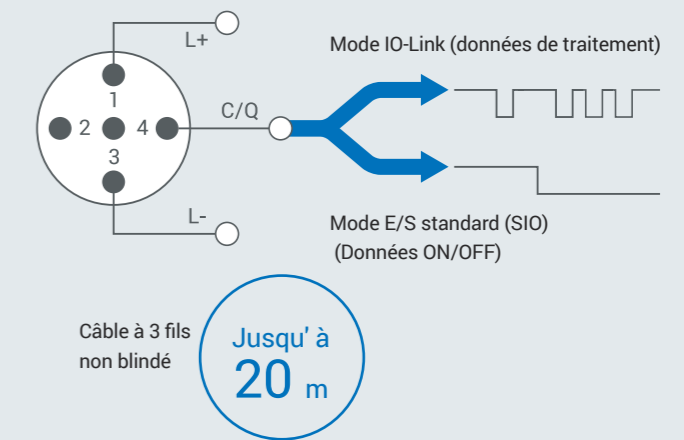 L+
Mode IO-Link (données de traitement)
1
C/Q
2
4
3
L-
Mode E/S standard (SIO)
(Données ON/OFF)
Câble à 3 fils
non blindé
Jusqu' à
20 m